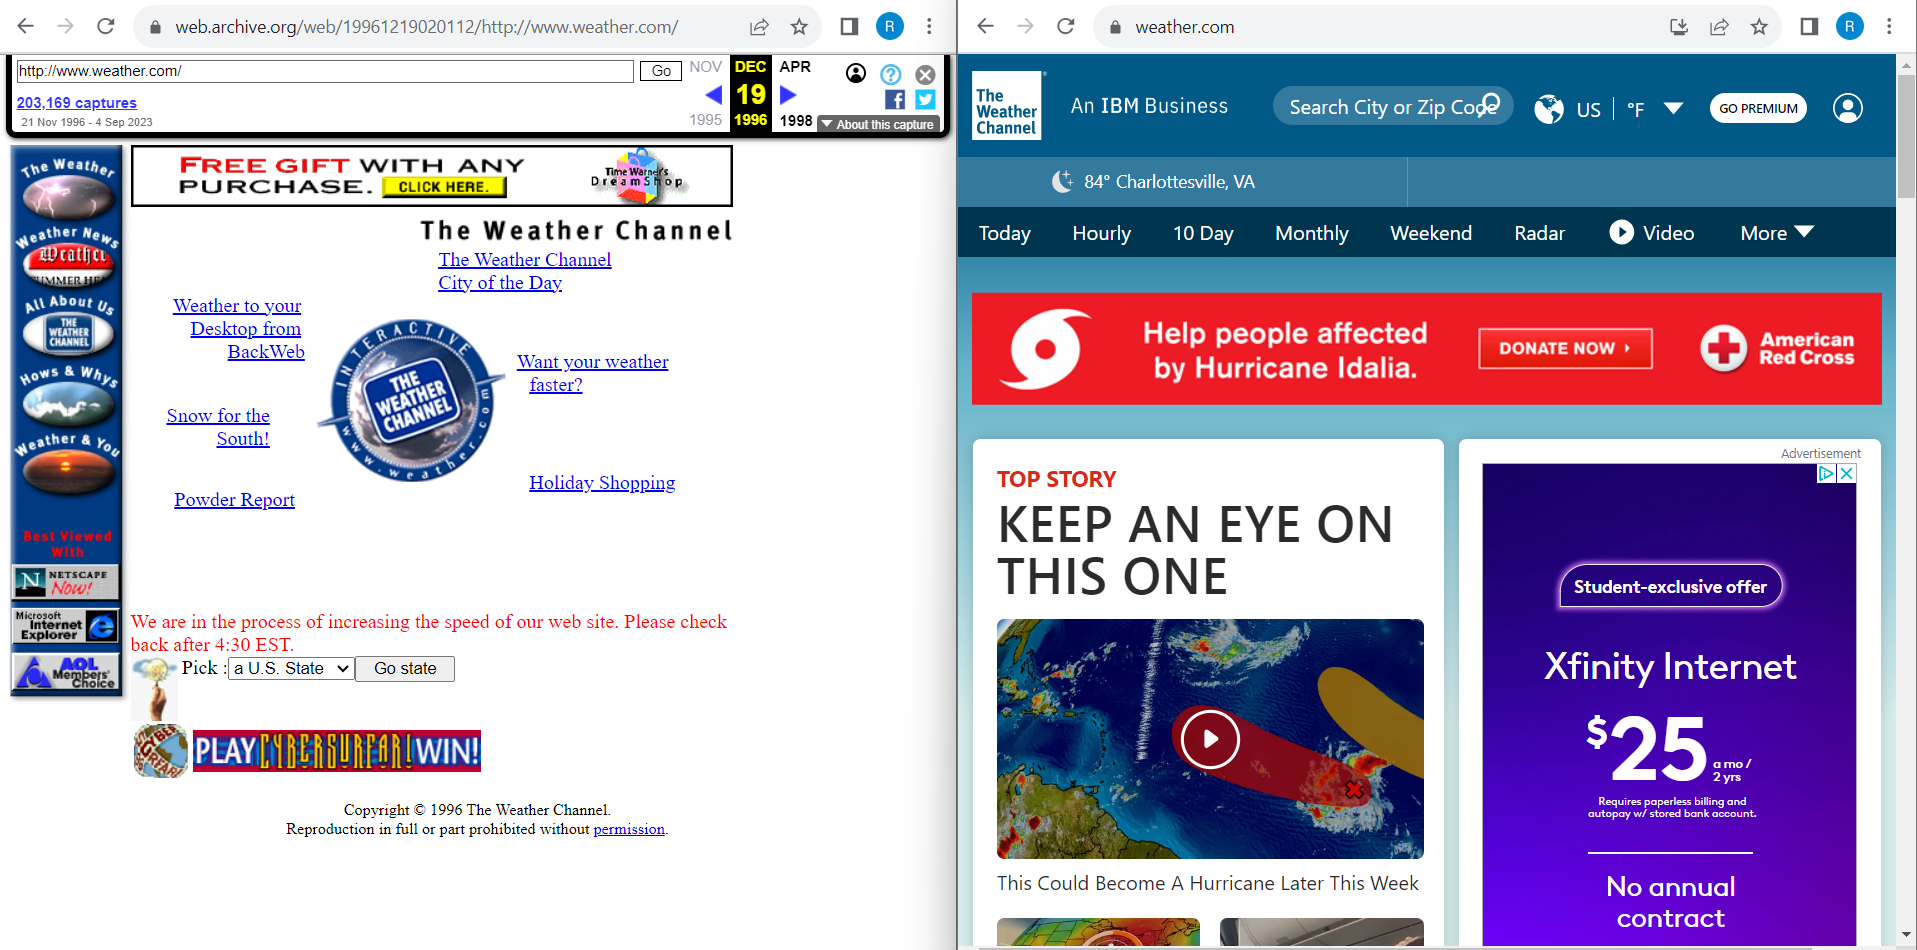 web.archive.org/web/19961219020112/http://www.weather.com/
R
http://www.weather.com/
Go
NOV
DEC
APR
203,169 captures
19
21 Nov 1996 - 4 Sep 2023
1995
1996
1998
About this capture
The Weather
Weather News
Weather
All About Us
THE
WEATHER
CHANNEL
Hows & Whys
Weather & You
Best Viewed
With
NETSCAPE
Now!
Microsoft
Internet
Explorer
AOL
Members'
Choice
FREE GIFT WITH ANY
PURCHASE.
CLICK HERE.
Time Warner's
DreamShop
The Weather Channel
The Weather Channel
City of the Day
Weather to your
Desktop from
BackWeb
INTERACTIVE
THE
WEATHER
CHANNEL
www.weather.com
Want your weather
faster?
Snow for the
South!
Holiday Shopping
Powder Report
We are in the process of increasing the speed of our web site. Please check
back after 4:30 EST.
Pick :
a U.S. State
Go state
PLAY CYBERSURFARI WIN!
Copyright © 1996 The Weather Channel.
Reproduction in full or part prohibited without permission.
weather.com
R
The
Weather
Channel
An IBM Business
Search City or Zip Code
US
°F
GO PREMIUM
84° Charlottesville, VA
Today
Hourly
10 Day
Monthly
Weekend
Radar
Video
More
Help people affected
by Hurricane Idalia.
DONATE NOW
American
Red Cross
TOP STORY
KEEP AN EYE ON
THIS ONE
This Could Become A Hurricane Later This Week
Advertisement
Student-exclusive offer
Xfinity Internet
$25
a mo /
2 yrs
Requires paperless billing and
autopay w/ stored bank account.
No annual
contract